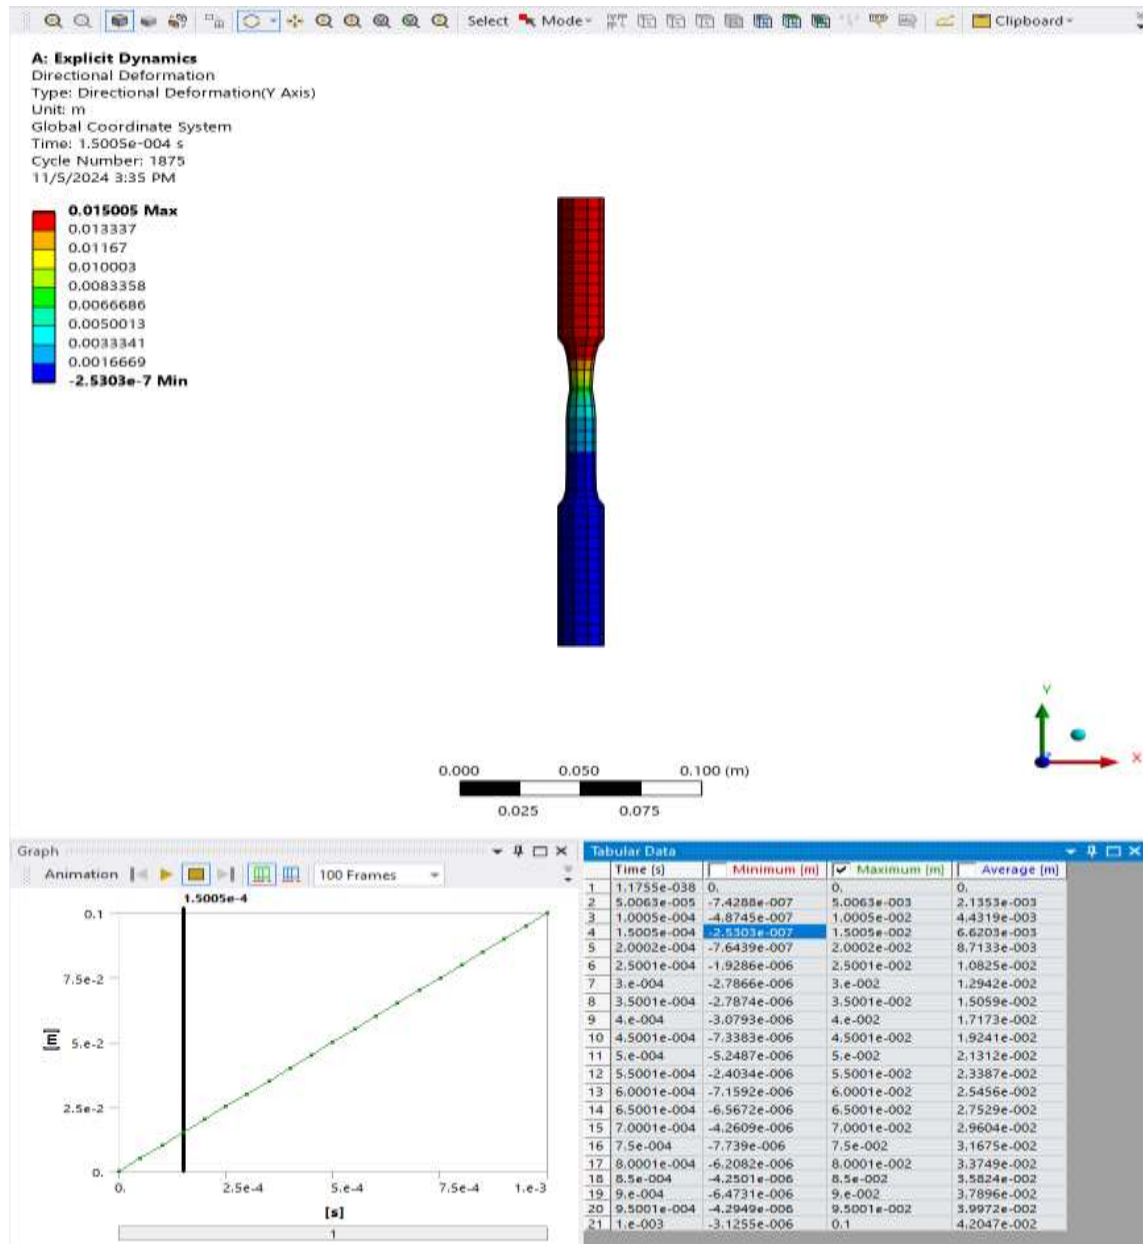 Select Mode Clipboard
A: Explicit Dynamics
Directional Deformation
Type: Directional Deformation(Y Axis)
Unit: m
Global Coordinate System
Time: 1.5005e-004 s
Cycle Number: 1875
11/5/2024 3:35 PM
0.015005 Max
0.013337
0.01167
0.010003
0.0083358
0.0066686
0.0050013
0.0033341
0.0016669
-2.5303e-7 Min
Y
X
0.000 0.050 0.100 (m)
0.025 0.075
Graph
Animation 100 Frames
1.5005e-4
0.1
7.5e-2
5.e-2
2.5e-2
0.
[m]
0. 2.5e-4 5.e-4 7.5e-4 1.e-3
[s]
1
Tabular Data
Time [s] Minimum [m] Maximum [m] Average [m]
1 1.1755e-038 0. 0. 0.
2 5.0063e-005 -7.4288e-007 5.0063e-003 2.1353e-003
3 1.0005e-004 -4.8745e-007 1.0005e-002 4.4319e-003
4 1.5005e-004 -2.5303e-007 1.5005e-002 6.6203e-003
5 2.0002e-004 -7.6439e-007 2.0002e-002 8.7133e-003
6 2.5001e-004 -1.9286e-006 2.5001e-002 1.0825e-002
7 3.e-004 -2.7866e-006 3.e-002 1.2942e-002
8 3.5001e-004 -2.7874e-006 3.5001e-002 1.5059e-002
9 4.e-004 -3.0793e-006 4.e-002 1.7173e-002
10 4.5001e-004 -7.3383e-006 4.5001e-002 1.9241e-002
11 5.e-004 -5.2487e-006 5.e-002 2.1312e-002
12 5.5001e-004 -2.4034e-006 5.5001e-002 2.3387e-002
13 6.0001e-004 -7.1592e-006 6.0001e-002 2.5456e-002
14 6.5001e-004 -6.5672e-006 6.5001e-002 2.7529e-002
15 7.0001e-004 -4.2609e-006 7.0001e-002 2.9604e-002
16 7.5e-004 -7.739e-006 7.5e-002 3.1675e-002
17 8.0001e-004 -6.2082e-006 8.0001e-002 3.3749e-002
18 8.5e-004 -4.2501e-006 8.5e-002 3.5824e-002
19 9.e-004 -6.4731e-006 9.e-002 3.7896e-002
20 9.5001e-004 -4.2949e-006 9.5001e-002 3.9972e-002
21 1.e-003 -3.1255e-006 0.1 4.2047e-002